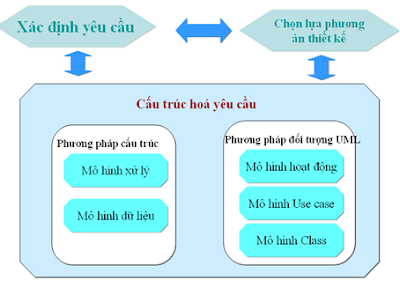 Xác định yêu cầu
Chọn lựa phương
án thiết kế
Cấu trúc hoá yêu cầu
Phương pháp cấu trúc
Mô hình xử lý
Mô hình dữ liệu
Phương pháp đối tượng UML
Mô hình hoạt động
Mô hình Use case
Mô hình Class